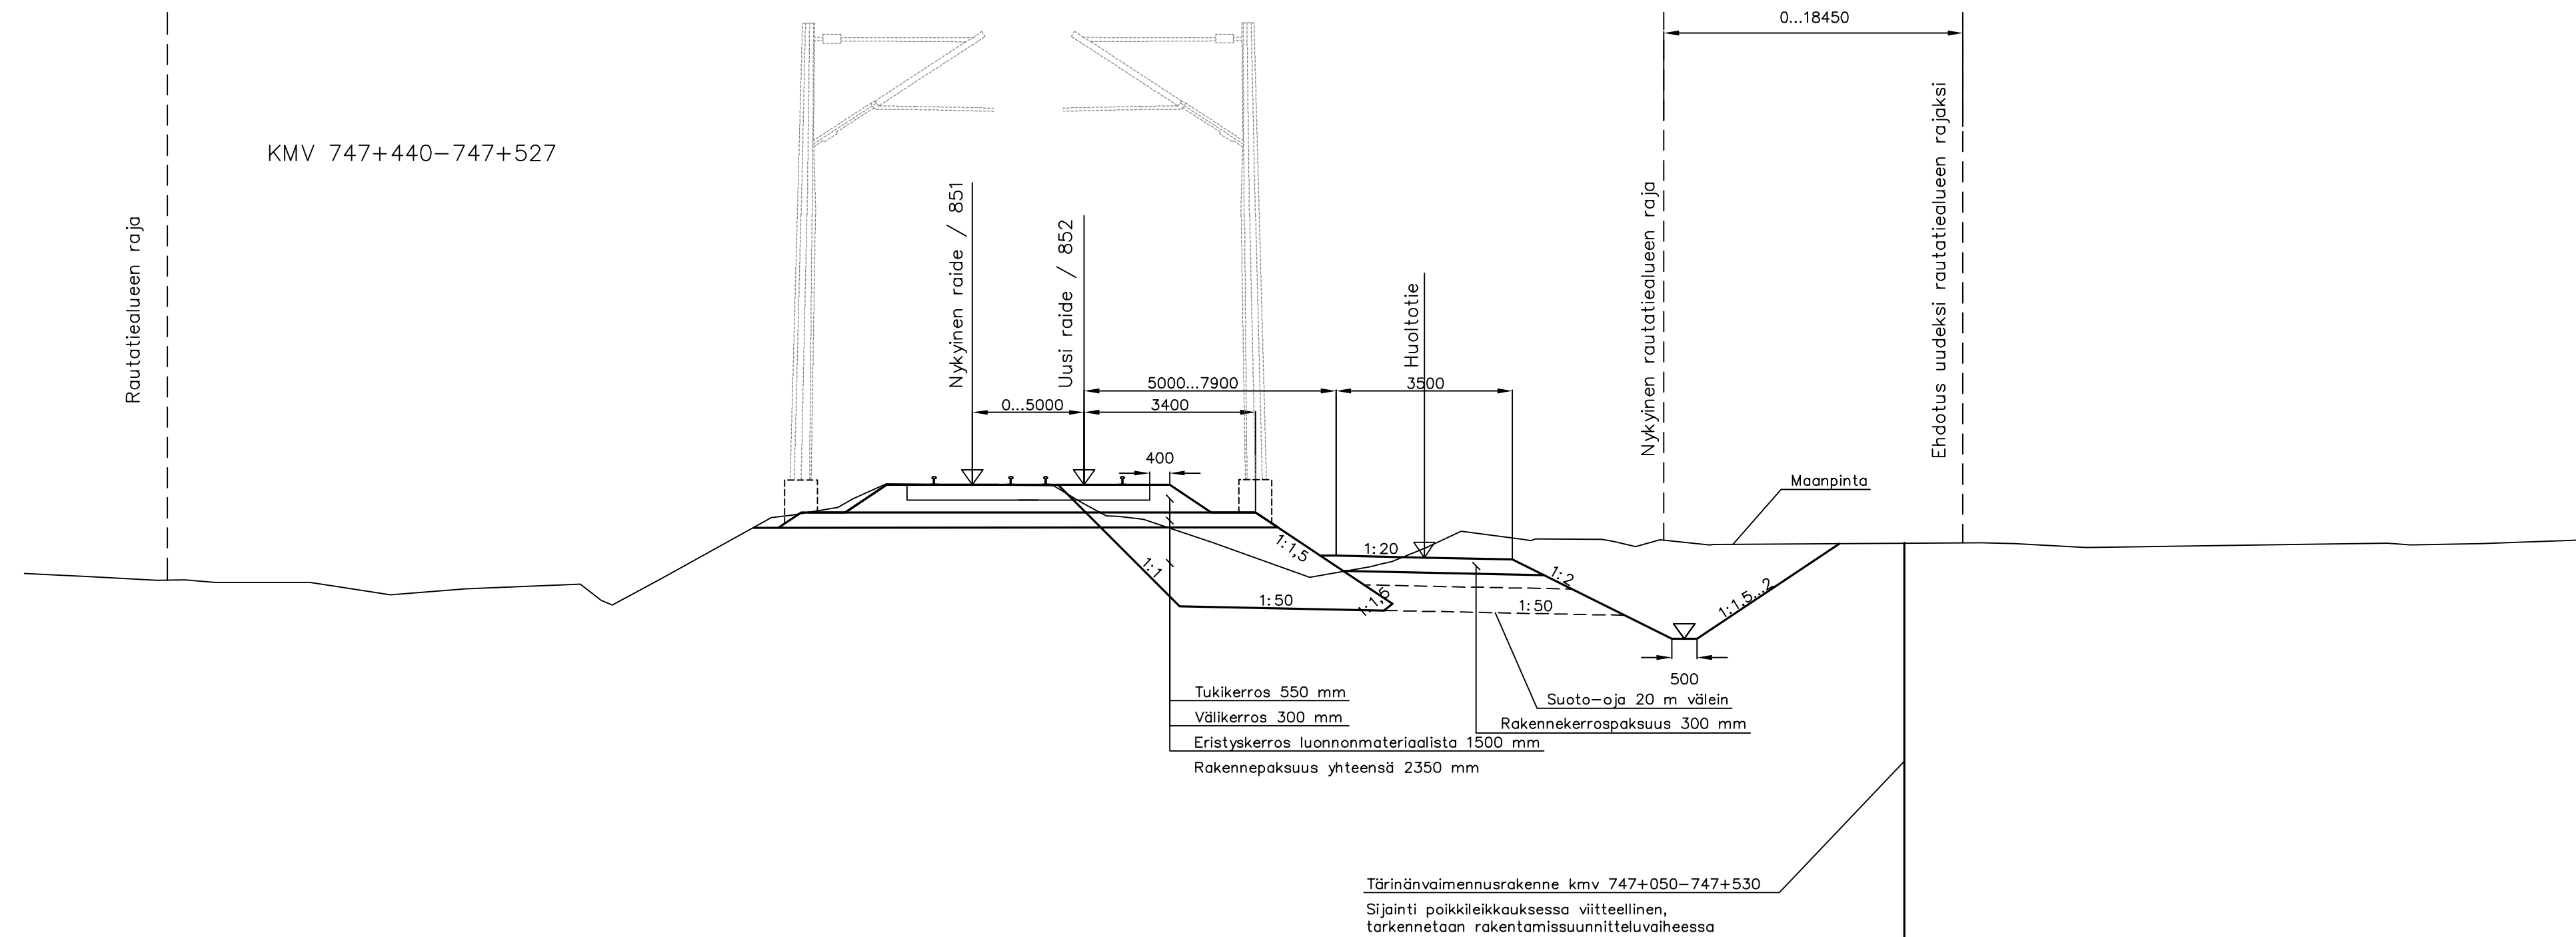 0...18450
KMV 747+440-747+527
Rautatiealueen raja
Nykyinen raide / 851
Uusi raide / 852
Huoltotie
Nykyinen rautatiealueen raja
Ehdotus uudeksi rautatiealueen rajaksi
5000...7900
3500
0...5000
3400
400
Maanpinta
1:1,5
1:20
1:1
1:2
1:50
1:1,5
1:50
1:1,5...2
500
Tukikerros 550 mm
Välikerros 300 mm
Eristyskerros luonnonmateriaalista 1500 mm
Rakennepaksuus yhteensä 2350 mm
Suoto-oja 20 m välein
Rakennekerrospaksuus 300 mm
Tärinänvaimennusrakenne kmv 747+050-747+530
Sijainti poikkileikkauksessa viitteellinen,
tarkennetaan rakentamissuunnitteluvaiheessa